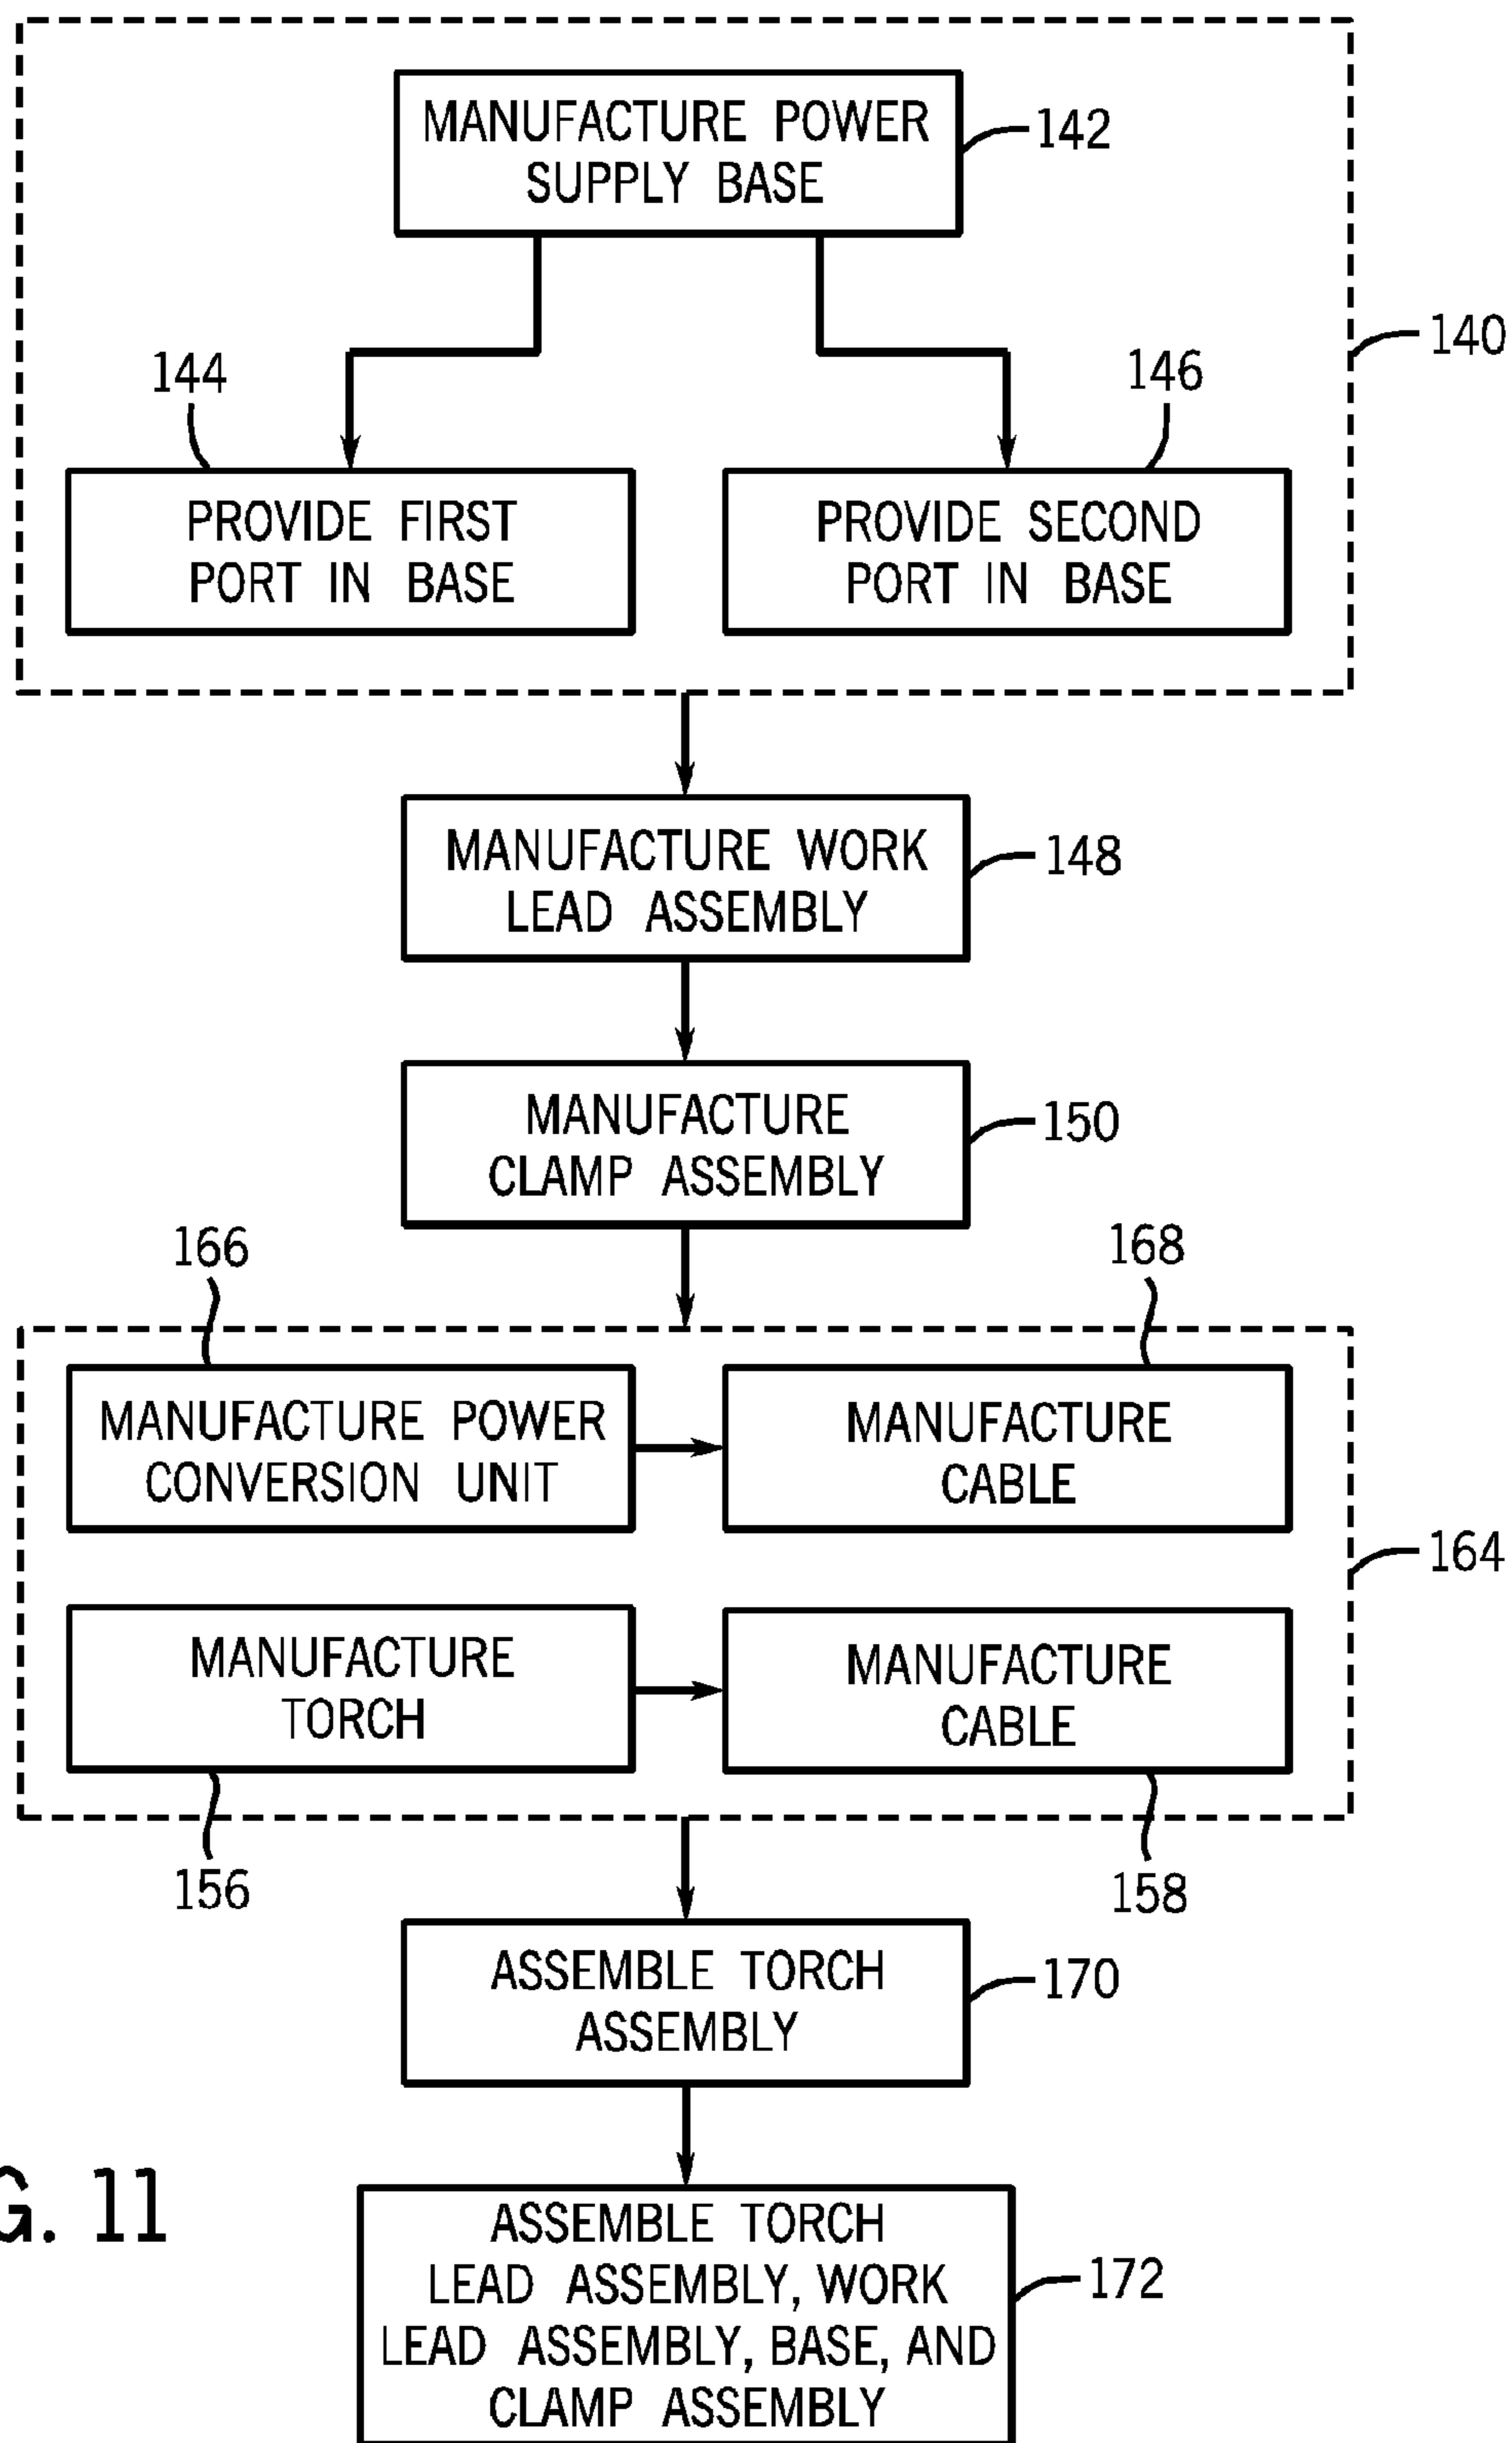 MANUFACTURE POWER
SUPPLY BASE
142
140
144
146
PROVIDE FIRST
PORT IN BASE
PROVIDE SECOND
PORT IN BASE
MANUFACTURE WORK
LEAD ASSEMBLY
148
MANUFACTURE
CLAMP ASSEMBLY
150
166
168
MANUFACTURE POWER
CONVERSION UNIT
MANUFACTURE
CABLE
164
MANUFACTURE
TORCH
MANUFACTURE
CABLE
156
158
ASSEMBLE TORCH
ASSEMBLY
170
G. 11
ASSEMBLE TORCH
LEAD ASSEMBLY, WORK
LEAD ASSEMBLY, BASE, AND
CLAMP ASSEMBLY
172